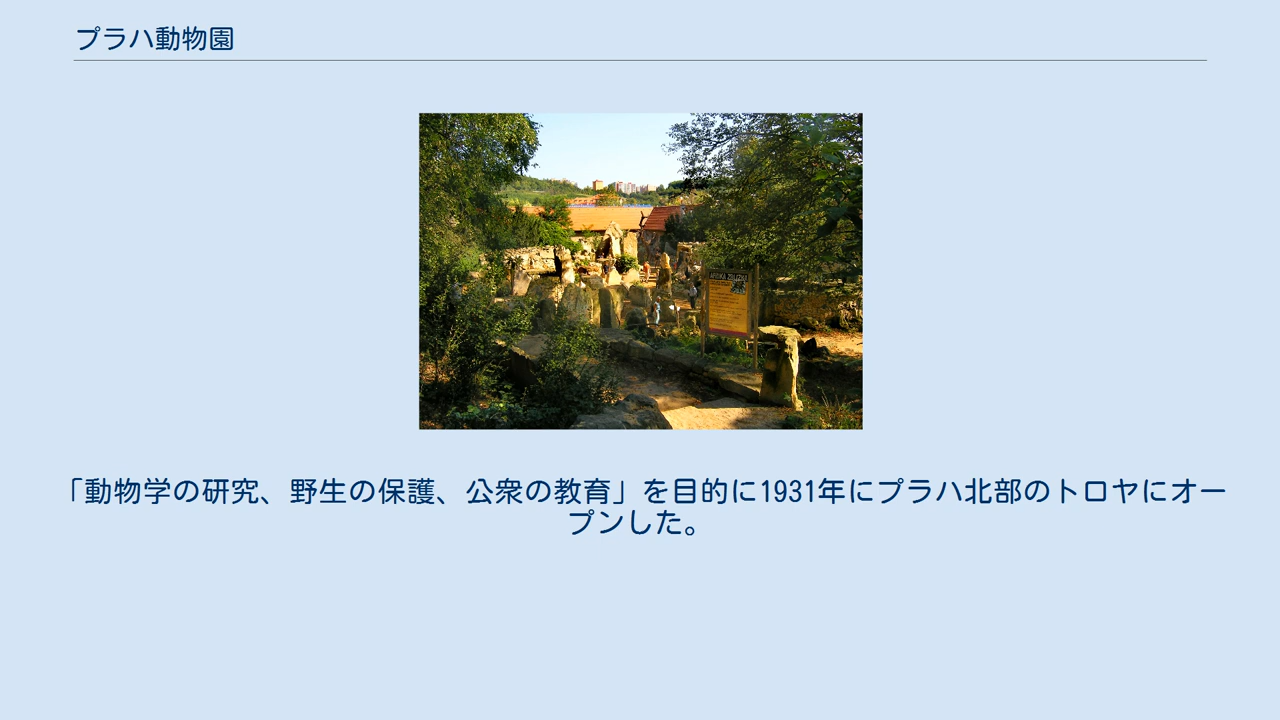 プラハ動物園
AFRIKA ZBLÍZKA
「動物学の研究、野生の保護、公衆の教育」を目的に1931年にプラハ北部のトロヤにオー
プンした。